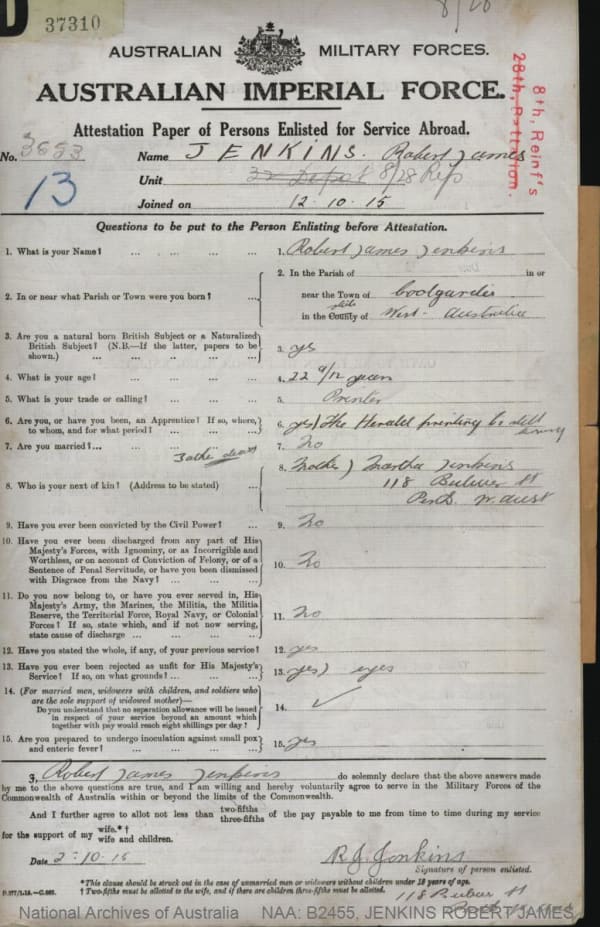 37310
8/28
AUSTRALIAN MILITARY FORCES.
AUSTRALIAN IMPERIAL FORCE.
8th, Reinf's
28th, Battalion.
Attestation Paper of Persons Enlisted for Service Abroad.
No. 3553 Name JENKINS. Robert James
13
Unit 32 Depot 8/28 Rfs
Joined on 12.10.15
Questions to be put to the Person Enlisting before Attestation.
1. What is your Name? ... ... ... ... 1. Robert James Jenkins
2. In or near what Parish or Town were you born? ... 2. In the Parish of in or
near the Town of Coolgardie
in the County of state West- Australia
3. Are you a natural born British Subject or a Naturalized
British Subject? (N.B.—If the latter, papers to be
shown.) ... ... ... ... 3. yes
4. What is your age? ... ... ... ... 4. 22 9/12 years
5. What is your trade or calling? ... ... ... 5. Printer
6. Are you, or have you been, an Apprentice? If so, where,
to whom, and for what period? ... ... ... 6. yes) The Herald printing Co
7. Are you married?... ... ... ... 7. No
8. Who is your next of kin? (Address to be stated) ... 8. Mother) Martha Jenkins
118 Bulwer St
Perth. W. Aust
9. Have you ever been convicted by the Civil Power? ... 9. No
10. Have you ever been discharged from any part of His
Majesty's Forces, with Ignominy, or as Incorrigible and
Worthless, or on account of Conviction of Felony, or of a
Sentence of Penal Servitude, or have you been dismissed
with Disgrace from the Navy? ... ... ... 10. No
11. Do you now belong to, or have you ever served in, His
Majesty's Army, the Marines, the Militia, the Militia
Reserve, the Territorial Force, Royal Navy, or Colonial
Forces? If so, state which, and if not now serving,
state cause of discharge ... ... ... ... 11. No
12. Have you stated the whole, if any, of your previous service? 12. yes
13. Have you ever been rejected as unfit for His Majesty's
Service? If so, on what grounds? ... ... 13. yes) eyes
14. (For married men, widowers with children, and soldiers who
are the sole support of widowed mother)—
Do you understand that no separation allowance will be issued
in respect of your service beyond an amount which
together with pay would reach eight shillings per day? 14. ✓
15. Are you prepared to undergo inoculation against small pox
and enteric fever? ... ... ... ... 15. yes
I, Robert James Jenkins do solemnly declare that the above answers made
by me to the above questions are true, and I am willing and hereby voluntarily agree to serve in the Military Forces of the
Commonwealth of Australia within or beyond the limits of the Commonwealth.
And I further agree to allot not less than two-fifths three-fifths of the pay payable to me from time to time during my service
for the support of my wife.*† wife and children.
Date 2-10-15 R J Jenkins
Signature of person enlisted.
*This clause should be struck out in the case of unmarried men or widowers without children under 18 years of age.
† Two-fifths must be allotted to the wife, and if there are children three-fifths must be allotted.
National Archives of Australia NAA: B2455, JENKINS ROBERT JAMES